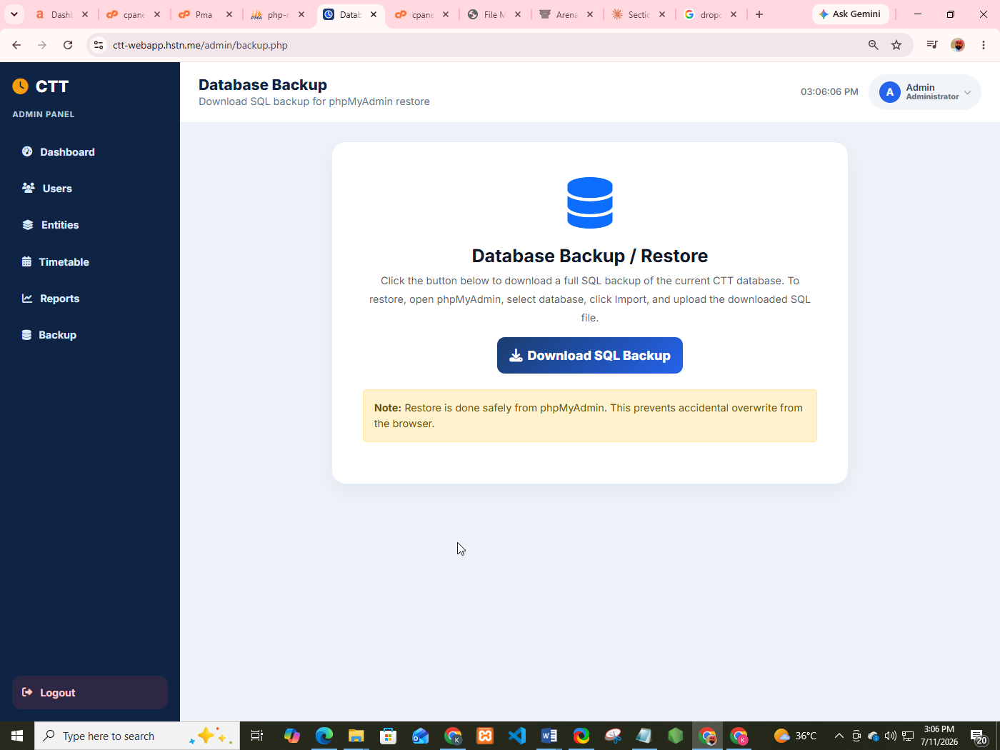 Dashb
cpane
Pma
php-r
Datab
cpane
File M
Arena
Sectic
dropd
Ask Gemini
ctt-webapp.hstn.me/admin/backup.php
CTT
ADMIN PANEL
Dashboard
Users
Entities
Timetable
Reports
Backup
Logout
Database Backup
Download SQL backup for phpMyAdmin restore
03:06:06 PM
A
Admin
Administrator
Database Backup / Restore
Click the button below to download a full SQL backup of the current CTT database. To
restore, open phpMyAdmin, select database, click Import, and upload the downloaded SQL
file.
Download SQL Backup
Note: Restore is done safely from phpMyAdmin. This prevents accidental overwrite from
the browser.
Type here to search
36°C
3:06 PM
7/11/2026
20